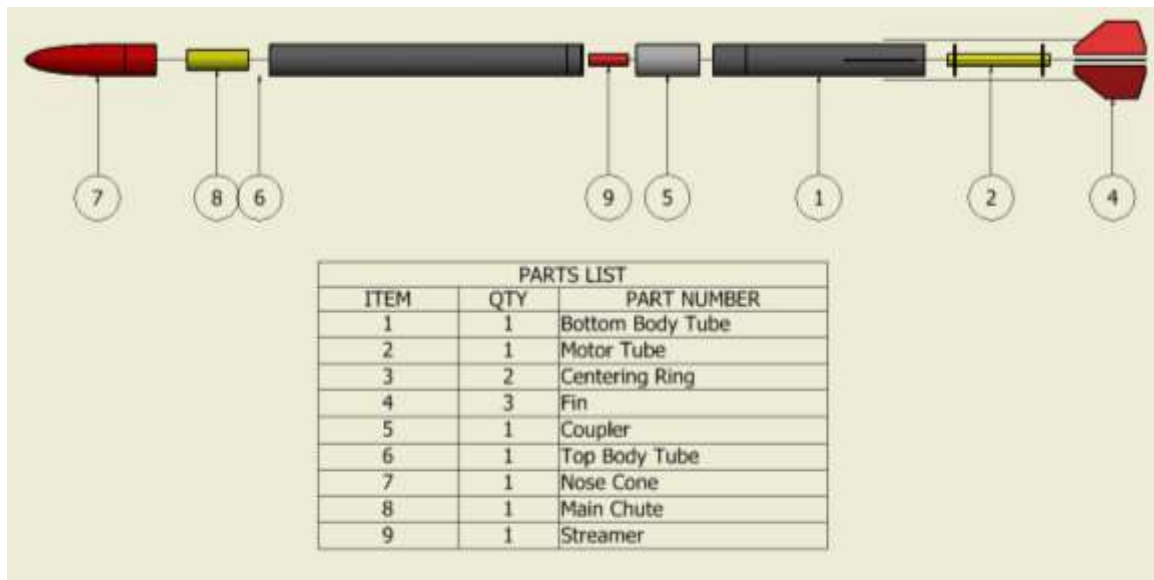 7 8 6 9 5 1 2 4
PARTS LIST
ITEM QTY PART NUMBER
1 1 Bottom Body Tube
2 1 Motor Tube
3 2 Centering Ring
4 3 Fin
5 1 Coupler
6 1 Top Body Tube
7 1 Nose Cone
8 1 Main Chute
9 1 Streamer